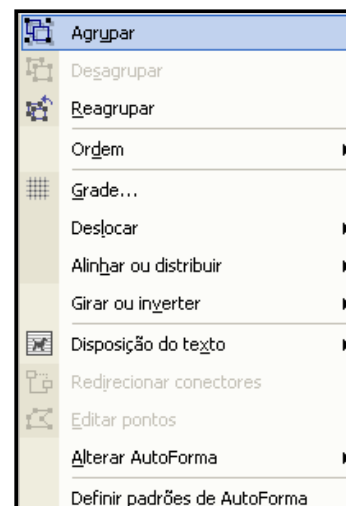 Agrupar
Desagrupar
Reagrupar
Ordem
Grade...
Deslocar
Alinhar ou distribuir
Girar ou inverter
Disposição do texto
Redirecionar conectores
Editar pontos
Alterar AutoForma
Definir padrões de AutoForma